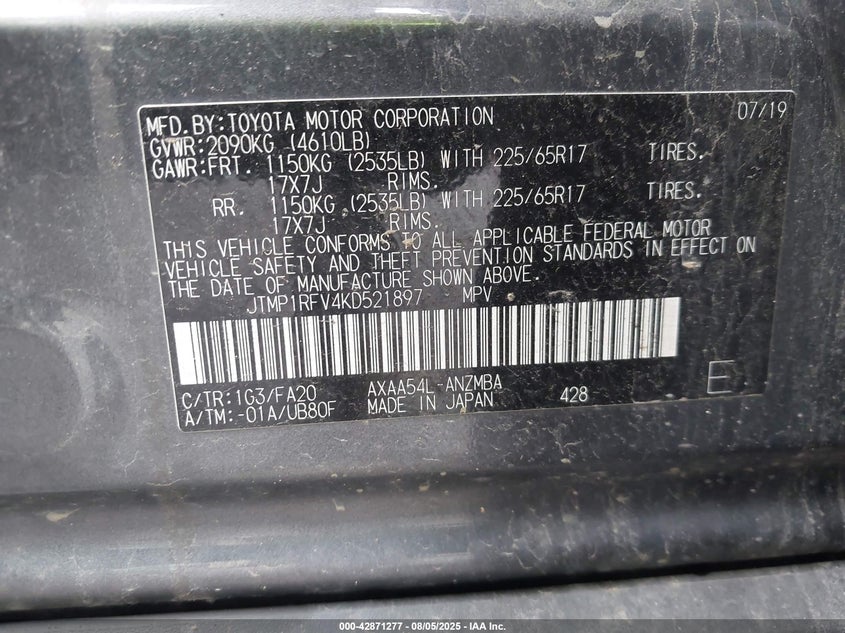 07/19
MFD.BY:TOYOTA MOTOR CORPORATION
GVWR:2090KG (4610LB)
GAWR:FRT. 1150KG (2535LB) WITH 225/65R17 TIRES.
17X7J RIMS.
RR. 1150KG (2535LB) WITH 225/65R17 TIRES.
17X7J RIMS.
THIS VEHICLE CONFORMS TO ALL APPLICABLE FEDERAL MOTOR
VEHICLE SAFETY AND THEFT PREVENTION STANDARDS IN EFFECT ON
THE DATE OF MANUFACTURE SHOWN ABOVE.
JTMP1RFV4KD521897 MPV
C/TR:1G3/FA20 AXAA54L-ANZMBA E
A/TM:-01A/UB80F MADE IN JAPAN 428
000-42871277 - 08/05/2025 - IAA Inc.